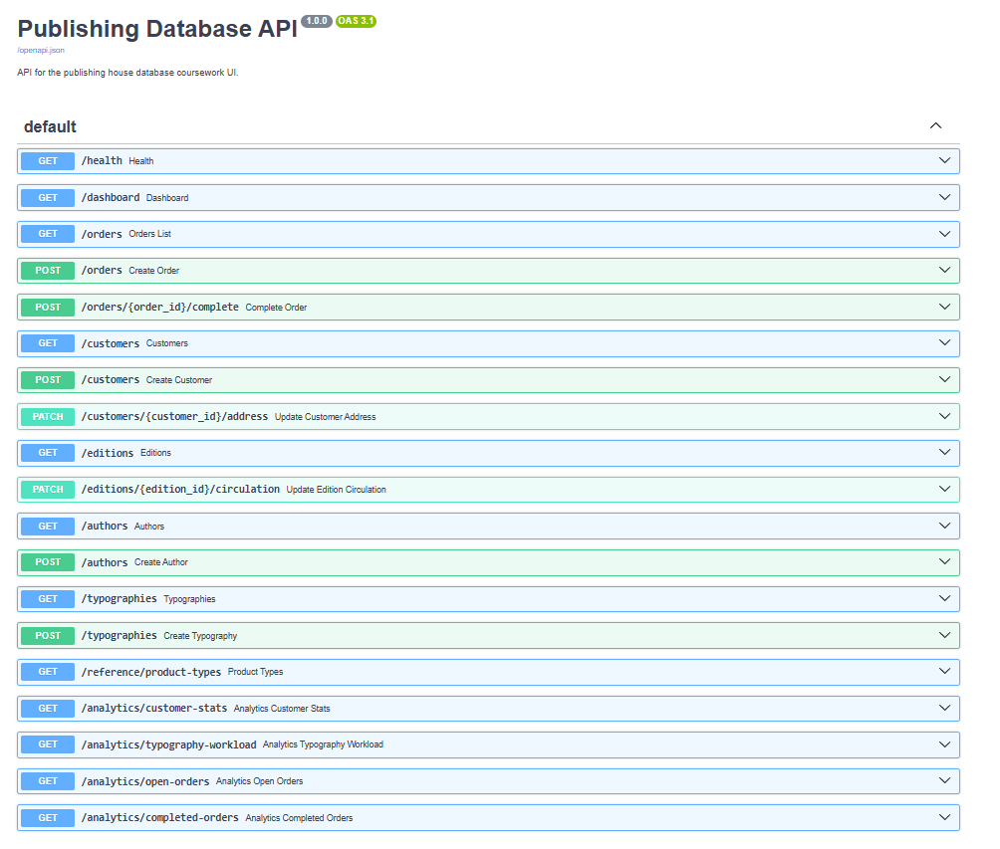 Publishing Database API 1.0.0 OAS 3.1
/openapi.json
API for the publishing house database coursework UI.
default
GET /health Health
GET /dashboard Dashboard
GET /orders Orders List
POST /orders Create Order
POST /orders/{order_id}/complete Complete Order
GET /customers Customers
POST /customers Create Customer
PATCH /customers/{customer_id}/address Update Customer Address
GET /editions Editions
PATCH /editions/{edition_id}/circulation Update Edition Circulation
GET /authors Authors
POST /authors Create Author
GET /typographies Typographies
POST /typographies Create Typography
GET /reference/product-types Product Types
GET /analytics/customer-stats Analytics Customer Stats
GET /analytics/typography-workload Analytics Typography Workload
GET /analytics/open-orders Analytics Open Orders
GET /analytics/completed-orders Analytics Completed Orders